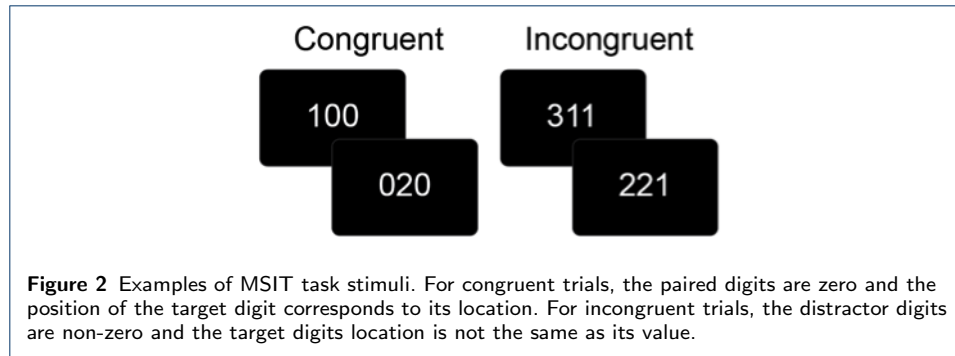 Congruent Incongruent
100 311
020 221
Figure 2 Examples of MSIT task stimuli. For congruent trials, the paired digits are zero and the
position of the target digit corresponds to its location. For incongruent trials, the distractor digits
are non-zero and the target digits location is not the same as its value.